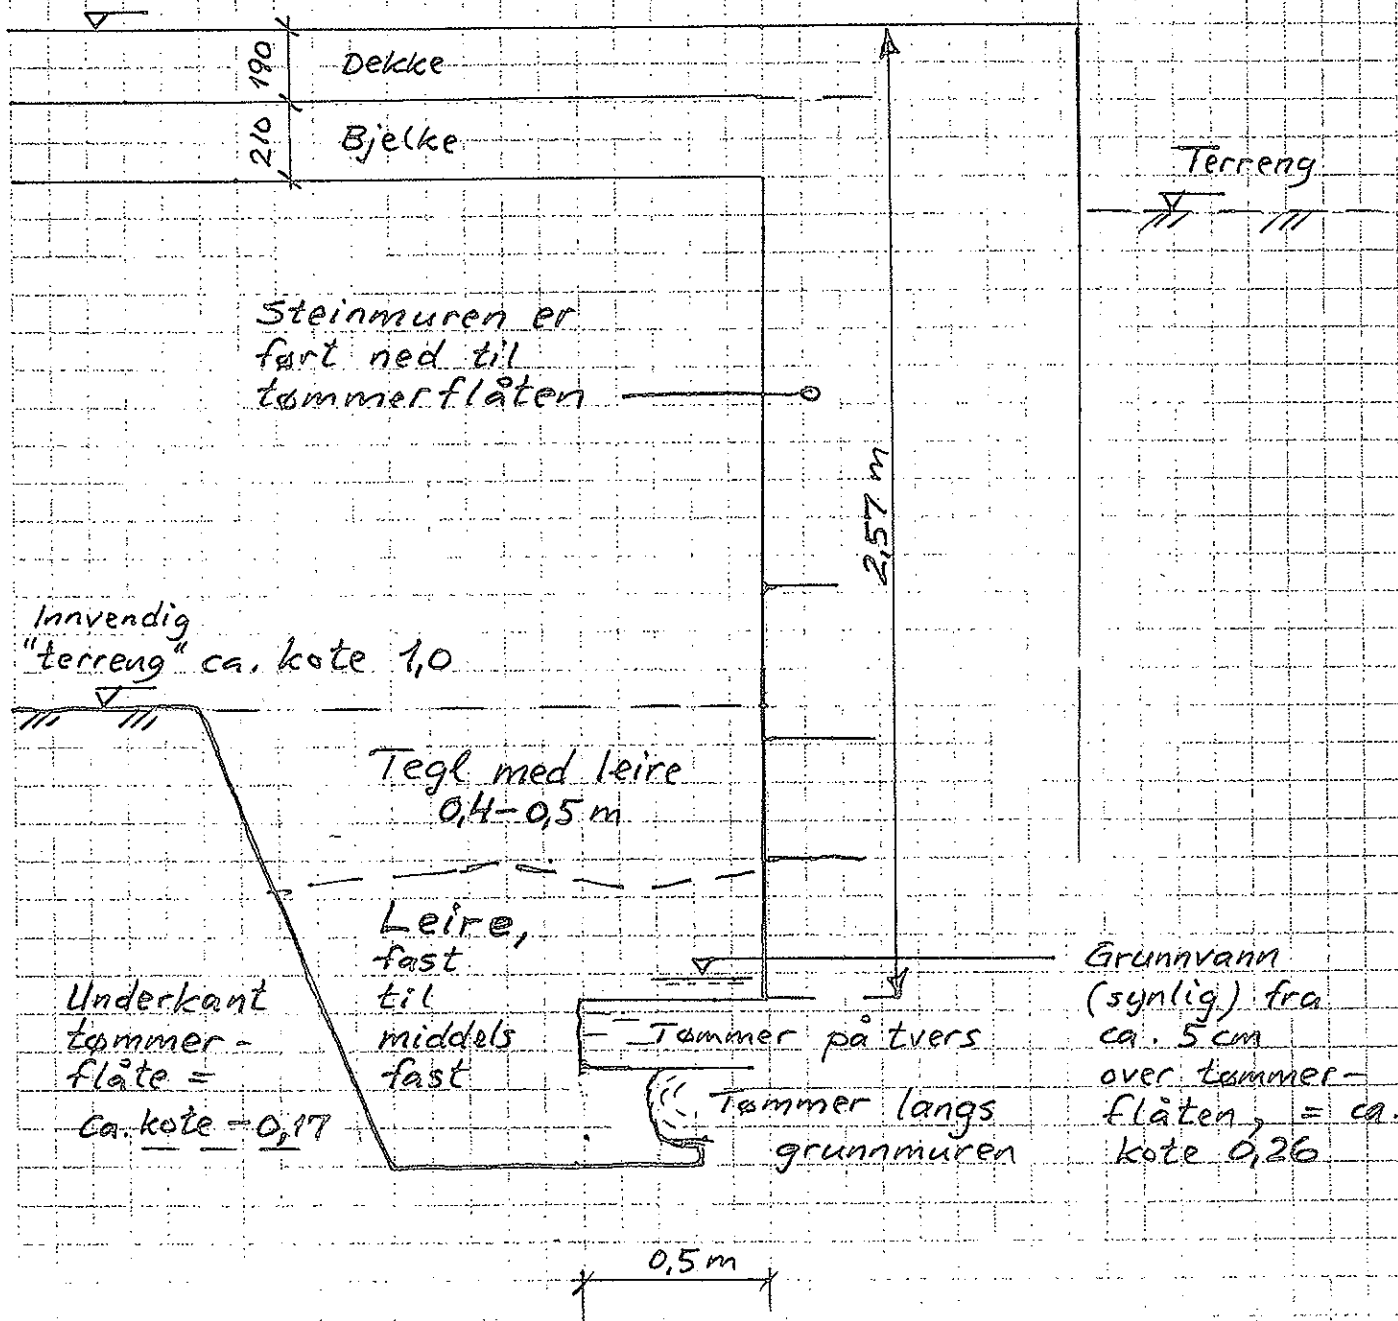 190
Dekke
210
Bjelke
Terreng
Steinmuren er
ført ned til
tømmerflåten
2,57 m
Innvendig
"terreng" ca. kote 1,0
Tegl med leire
0,4-0,5 m
Leire,
fast
til
middels
fast
Underkant
tømmer-
flåte =
ca. kote -0,17
Tømmer på tvers
Tømmer langs
grunnmuren
Grunnvann
(synlig) fra
ca. 5 cm
over tømmer-
flåten, = ca.
kote 0,26
0,5 m